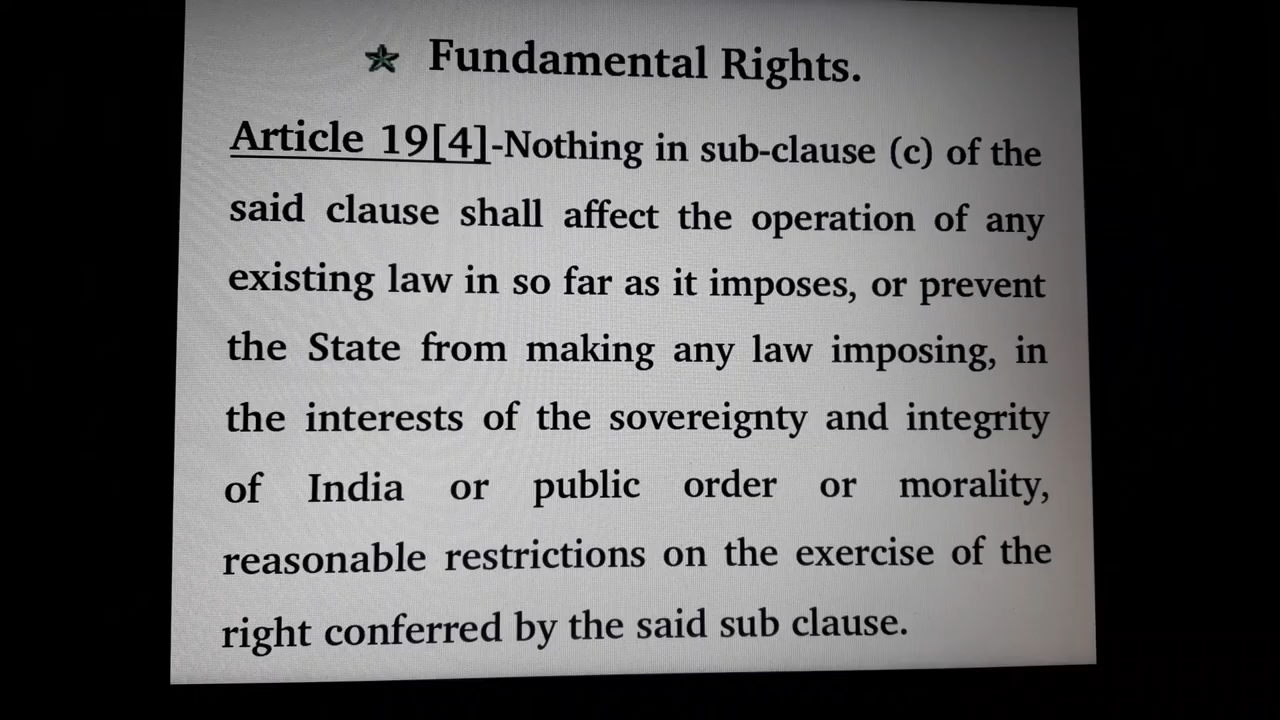 ★ Fundamental Rights.
Article 19[4]-Nothing in sub-clause (c) of the
said clause shall affect the operation of any
existing law in so far as it imposes, or prevent
the State from making any law imposing, in
the interests of the sovereignty and integrity
of India or public order or morality,
reasonable restrictions on the exercise of the
right conferred by the said sub clause.